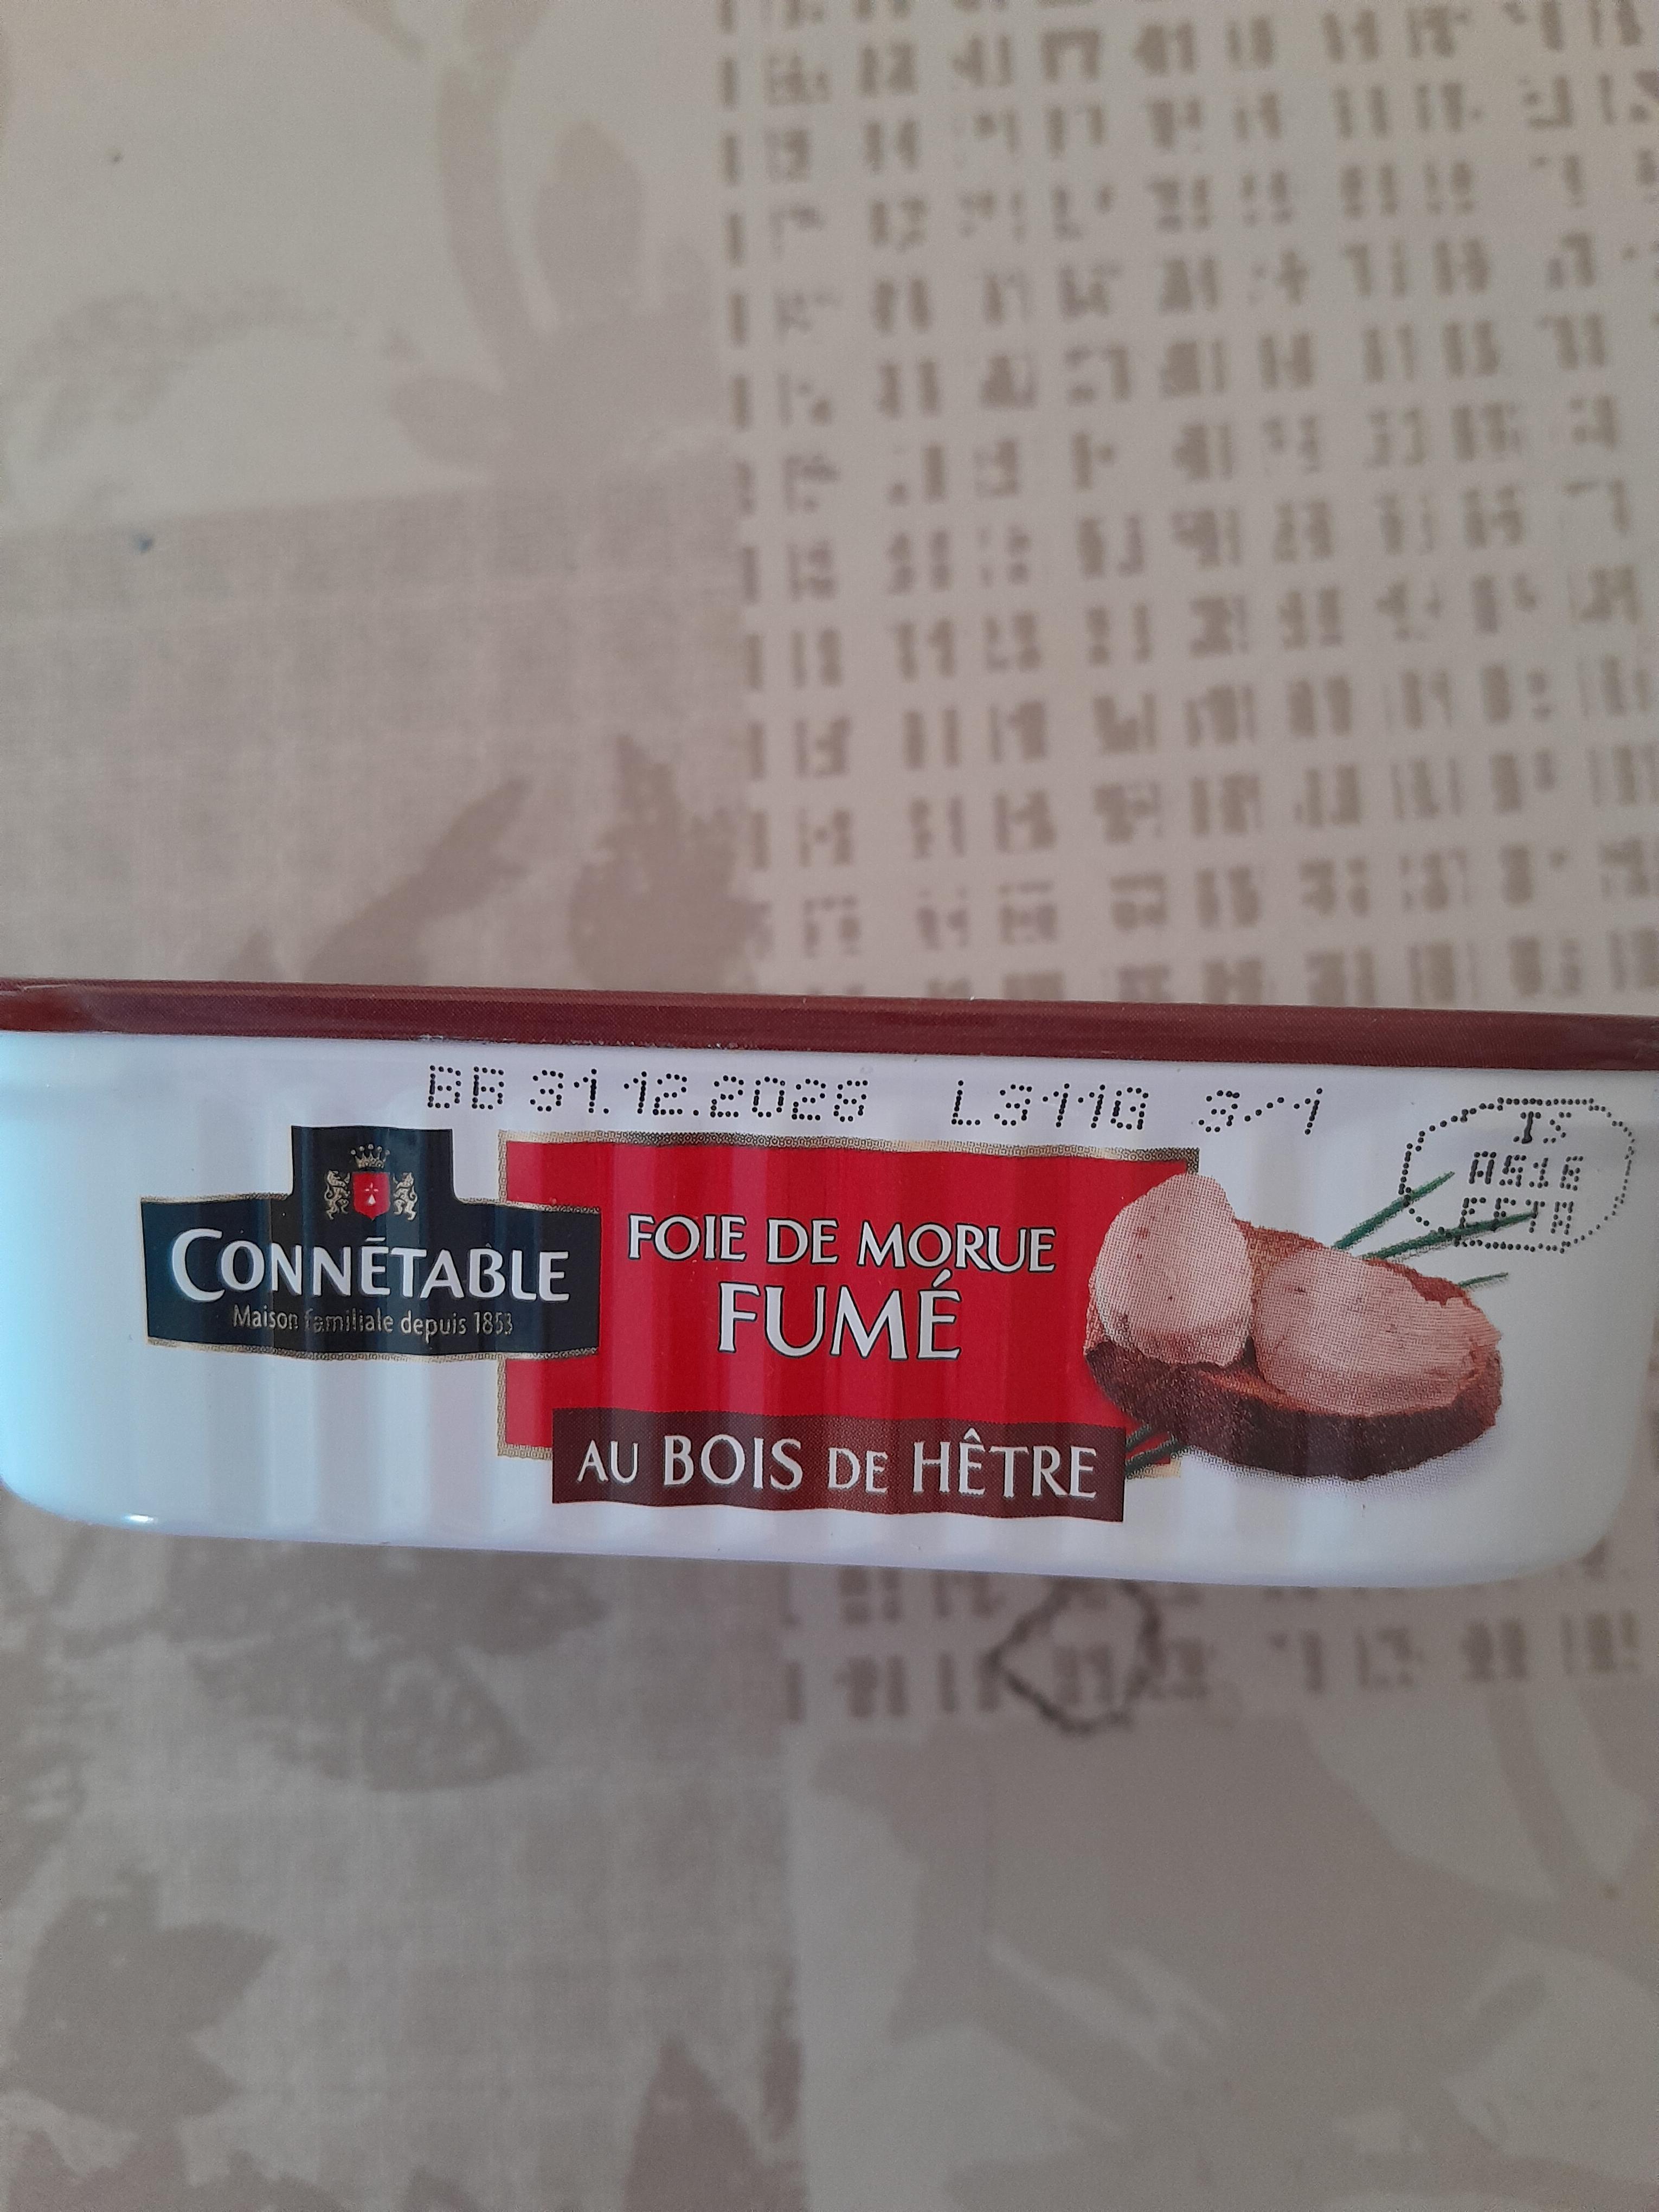 BB 31.12.2026 L3118 3/1
IS
A516
EFTA
CONNÉTABLE
Maison familiale depuis 1853
FOIE DE MORUE
FUMÉ
AU BOIS DE HÊTRE